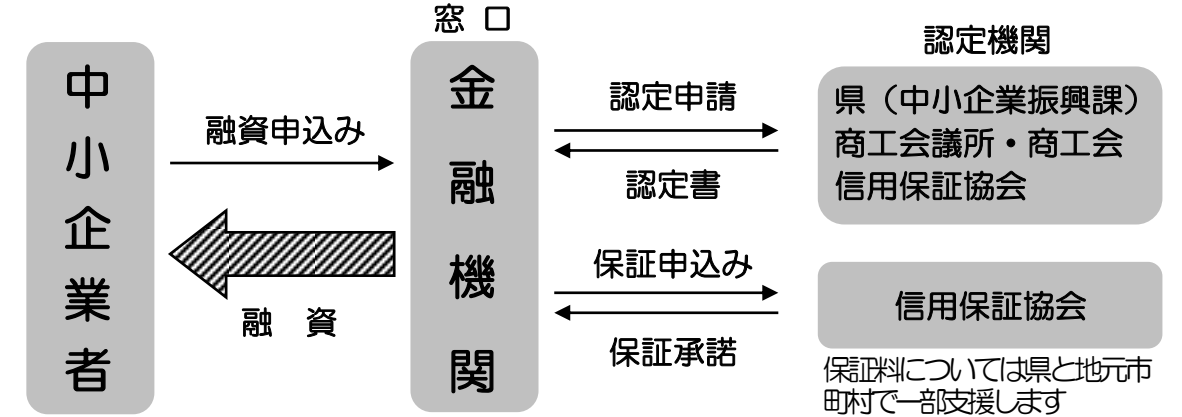 窓口
認定機関
中小企業者
金融機関
融資申込み
融資
認定申請
認定書
県（中小企業振興課）
商工会議所・商工会
信用保証協会
保証申込み
保証承諾
信用保証協会
保証料については県と地元市
町村で一部支援します